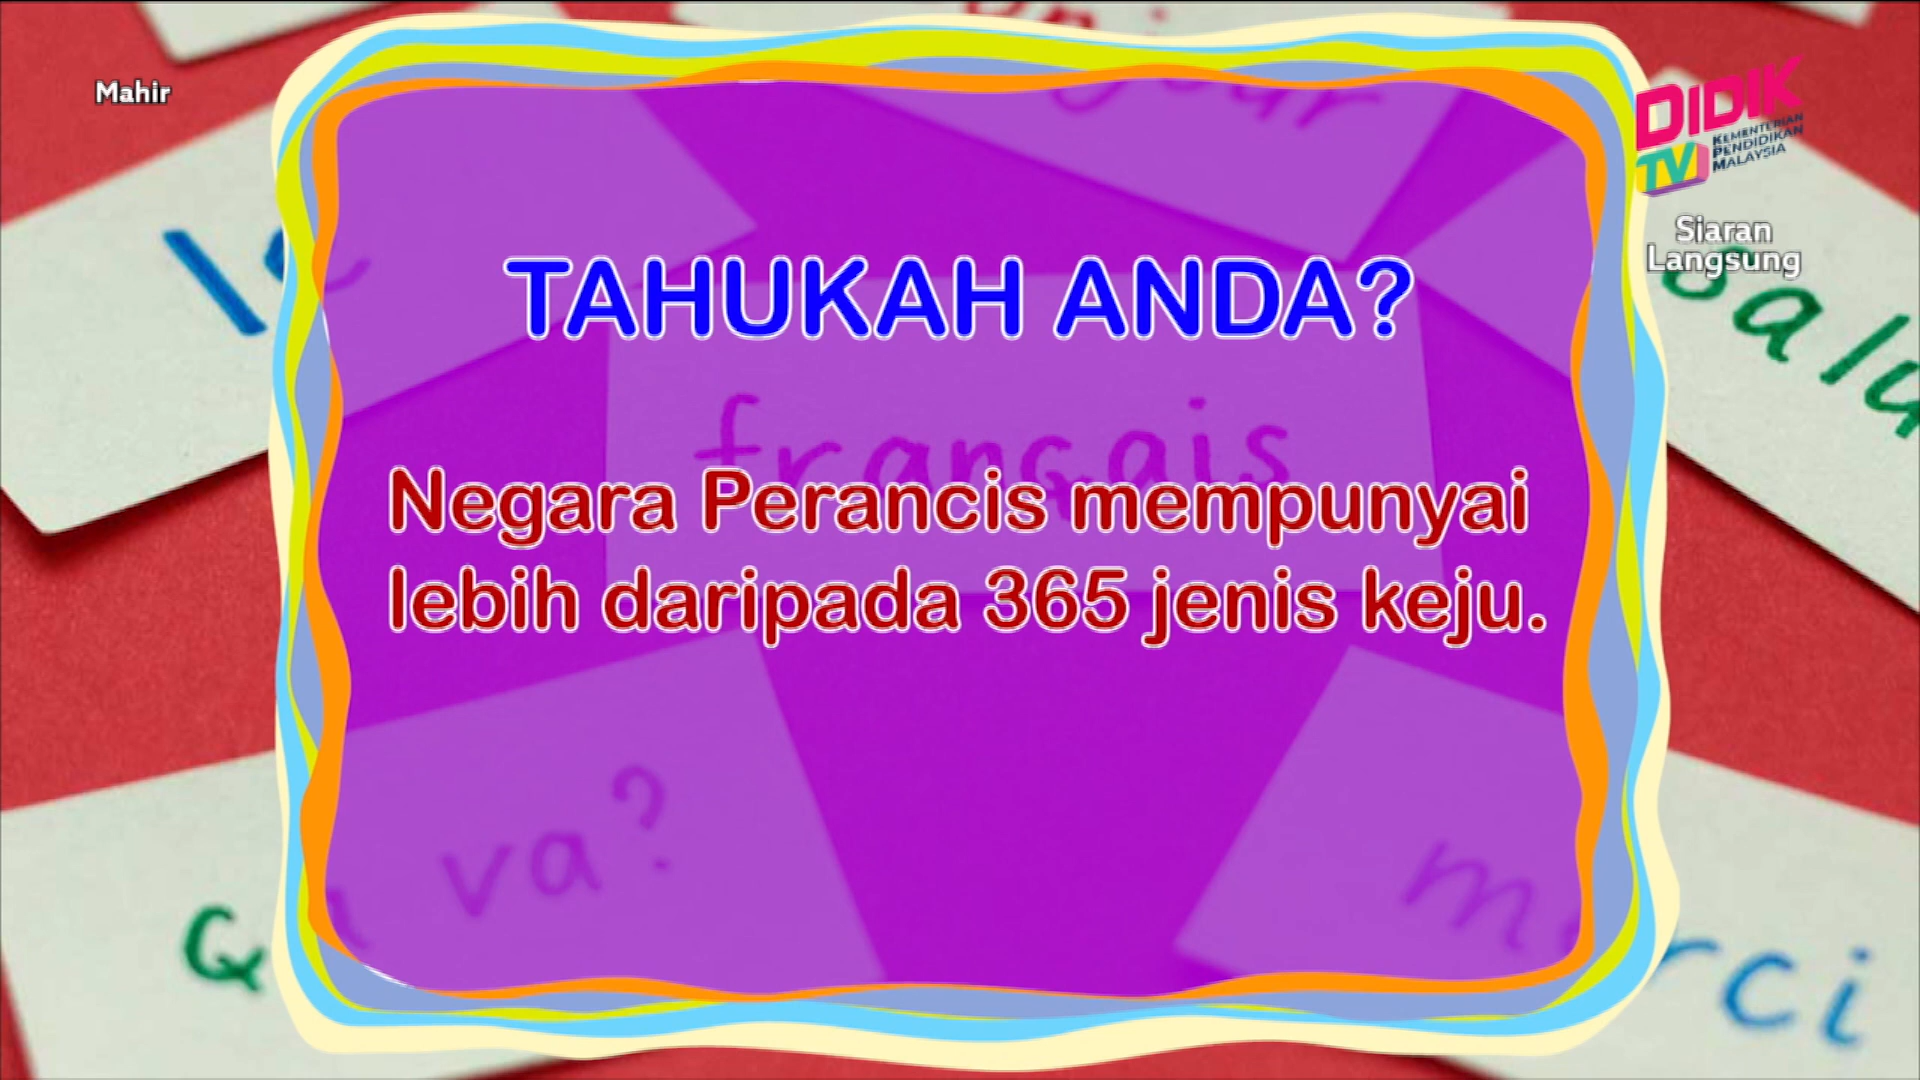 Mahir
DIDIK
TV
KEMENTERIAN
PENDIDIKAN
MALAYSIA
Siaran
Langsung
TAHUKAH ANDA?
français
Negara Perancis mempunyai
lebih daripada 365 jenis keju.
va?
merci